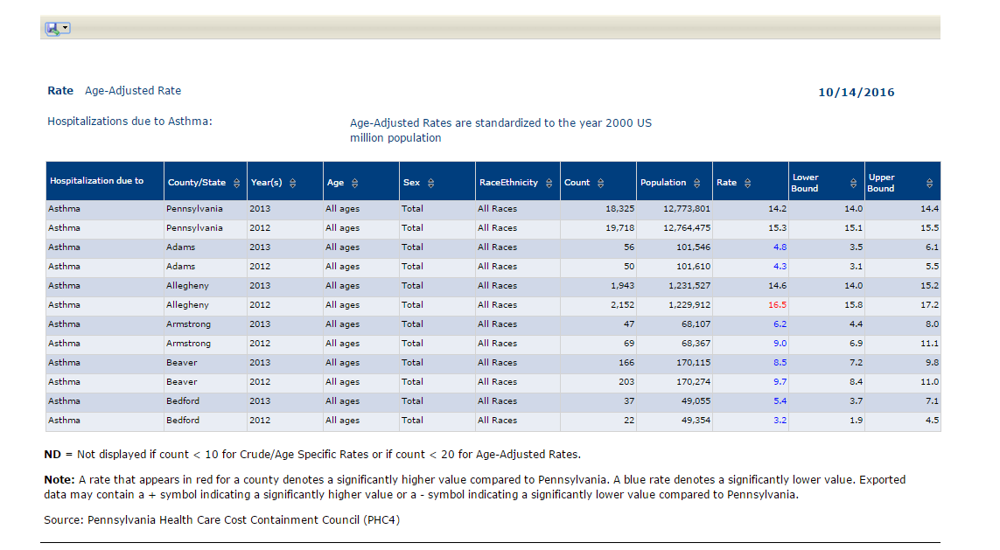 Rate Age-Adjusted Rate 10/14/2016
Hospitalizations due to Asthma: Age-Adjusted Rates are standardized to the year 2000 US
million population
Hospitalization due to County/State Year(s) Age Sex RaceEthnicity Count Population Rate Lower Bound Upper Bound
Asthma Pennsylvania 2013 All ages Total All Races 18,325 12,773,801 14.2 14.0 14.4
Asthma Pennsylvania 2012 All ages Total All Races 19,718 12,764,475 15.3 15.1 15.5
Asthma Adams 2013 All ages Total All Races 56 101,546 4.8 3.5 6.1
Asthma Adams 2012 All ages Total All Races 50 101,610 4.3 3.1 5.5
Asthma Allegheny 2013 All ages Total All Races 1,943 1,231,527 14.6 14.0 15.2
Asthma Allegheny 2012 All ages Total All Races 2,152 1,229,912 16.5 15.8 17.2
Asthma Armstrong 2013 All ages Total All Races 47 68,107 6.2 4.4 8.0
Asthma Armstrong 2012 All ages Total All Races 69 68,367 9.0 6.9 11.1
Asthma Beaver 2013 All ages Total All Races 166 170,115 8.5 7.2 9.8
Asthma Beaver 2012 All ages Total All Races 203 170,274 9.7 8.4 11.0
Asthma Bedford 2013 All ages Total All Races 37 49,055 5.4 3.7 7.1
Asthma Bedford 2012 All ages Total All Races 22 49,354 3.2 1.9 4.5
ND = Not displayed if count < 10 for Crude/Age Specific Rates or if count < 20 for Age-Adjusted Rates.
Note: A rate that appears in red for a county denotes a significantly higher value compared to Pennsylvania. A blue rate denotes a significantly lower value. Exported
data may contain a + symbol indicating a significantly higher value or a - symbol indicating a significantly lower value compared to Pennsylvania.
Source: Pennsylvania Health Care Cost Containment Council (PHC4)